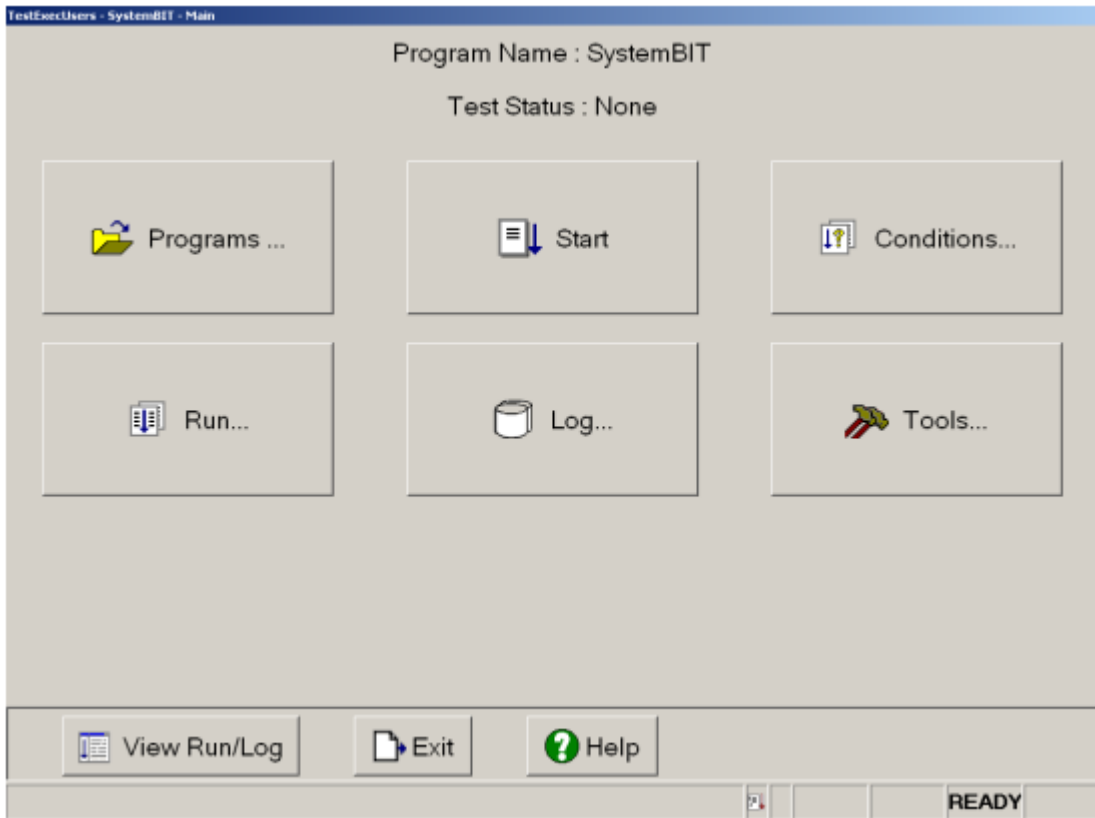 TestExecUsers - SystemBIT - Main
Program Name : SystemBIT
Test Status : None
Programs ...
Start
Conditions...
Run...
Log...
Tools...
View Run/Log
Exit
Help
READY